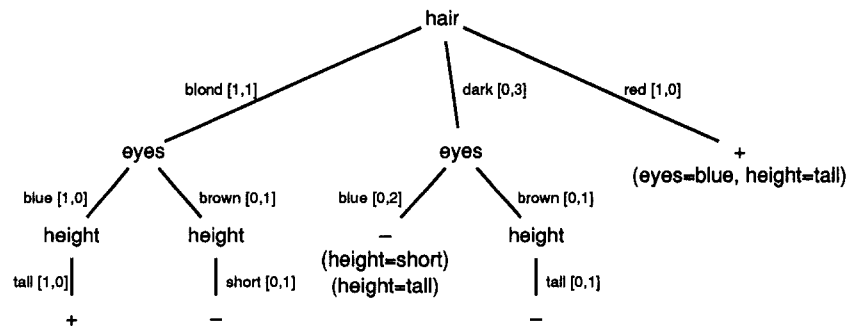 hair
blond [1,1] dark [0,3] red [1,0]
eyes eyes +
(eyes=blue, height=tall)
blue [1,0] brown [0,1] blue [0,2] brown [0,1]
height height – height
(height=short)
tall [1,0] short [0,1] (height=tall) tall [0,1]
+ – –